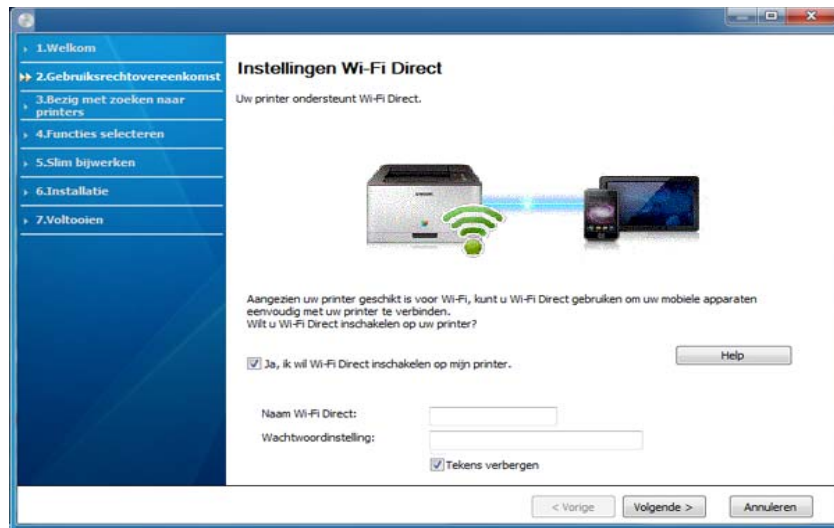 1.Welkom
2.Gebruiksrechtovereenkomst
3.Bezig met zoeken naar
printers
4.Functies selecteren
5.Slim bijwerken
6.Installatie
7.Voltooien
Instellingen Wi-Fi Direct
Uw printer ondersteunt Wi-Fi Direct.
Aangezien uw printer geschikt is voor Wi-Fi, kunt u Wi-Fi Direct gebruiken om uw mobiele apparaten
eenvoudig met uw printer te verbinden.
Wilt u Wi-Fi Direct inschakelen op uw printer?
Ja, ik wil Wi-Fi Direct inschakelen op mijn printer.
Help
Naam Wi-Fi Direct:
Wachtwoordinstelling:
Tekens verbergen
< Vorige
Volgende >
Annuleren